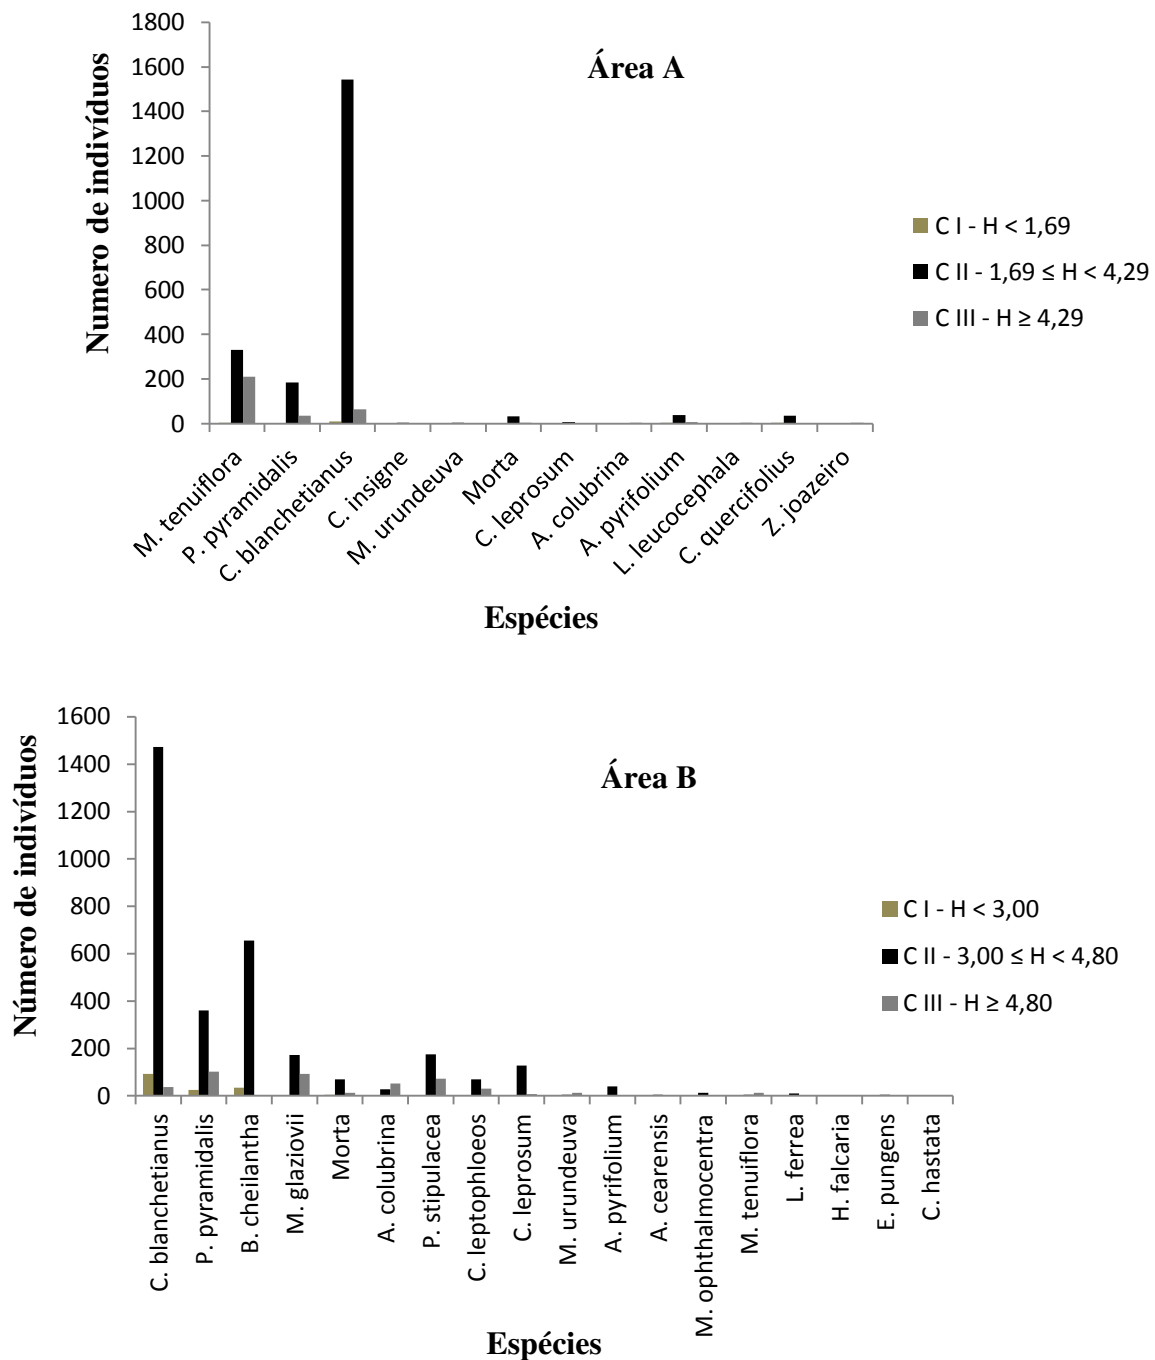 Área A
Numero de indivíduos
1800
1600
1400
1200
1000
800
600
400
200
0
M. tenuiflora
P. pyramidalis
C. blanchetianus
C. insigne
M. urundeuva
Morta
C. leprosum
A. colubrina
A. pyrifolium
L. leucocephala
C. quercifolius
Z. joazeiro
Espécies
C I - H < 1,69
C II - 1,69 ≤ H < 4,29
C III - H ≥ 4,29
Área B
Número de indivíduos
1600
1400
1200
1000
800
600
400
200
0
C. blanchetianus
P. pyramidalis
B. cheilantha
M. glaziovii
Morta
A. colubrina
P. stipulacea
C. leptophloeos
C. leprosum
M. urundeuva
A. pyrifolium
A. cearensis
M. ophthalmocentra
M. tenuiflora
L. ferrea
H. falcaria
E. pungens
C. hastata
Espécies
C I - H < 3,00
C II - 3,00 ≤ H < 4,80
C III - H ≥ 4,80